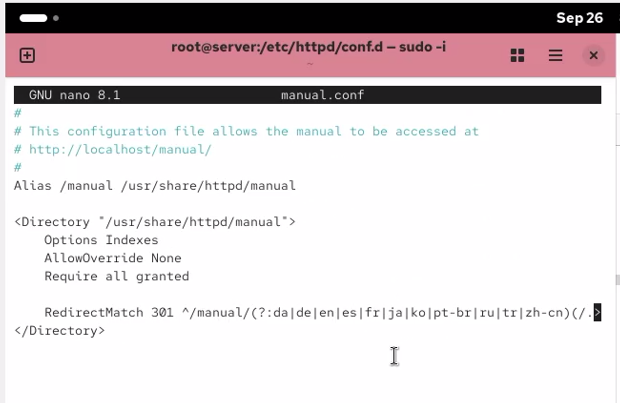 Sep 26
root@server:/etc/httpd/conf.d — sudo -i
~
GNU nano 8.1 manual.conf
#
# This configuration file allows the manual to be accessed at
# http://localhost/manual/
#
Alias /manual /usr/share/httpd/manual
<Directory "/usr/share/httpd/manual">
    Options Indexes
    AllowOverride None
    Require all granted
    RedirectMatch 301 ^/manual/(?:da|de|en|es|fr|ja|ko|pt-br|ru|tr|zh-cn)(/.>
</Directory>